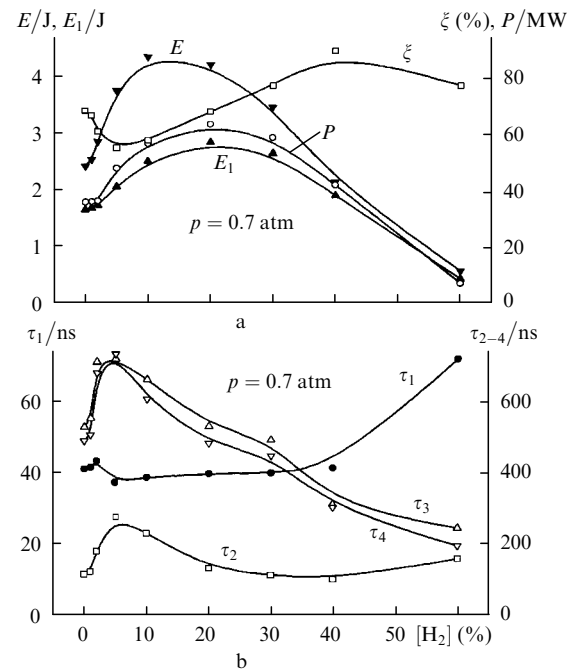 E/J, E₁/J ξ (%), P/MW
4 E ξ 80
3 P 60
E₁
2 40
p = 0.7 atm
1 20
0 0
a
τ₁/ns τ₂₋₄/ns
p = 0.7 atm τ₁
60 600
40 400
τ₃
20 τ₂ τ₄ 200
0 0
0 10 20 30 40 [H₂] (%)
b